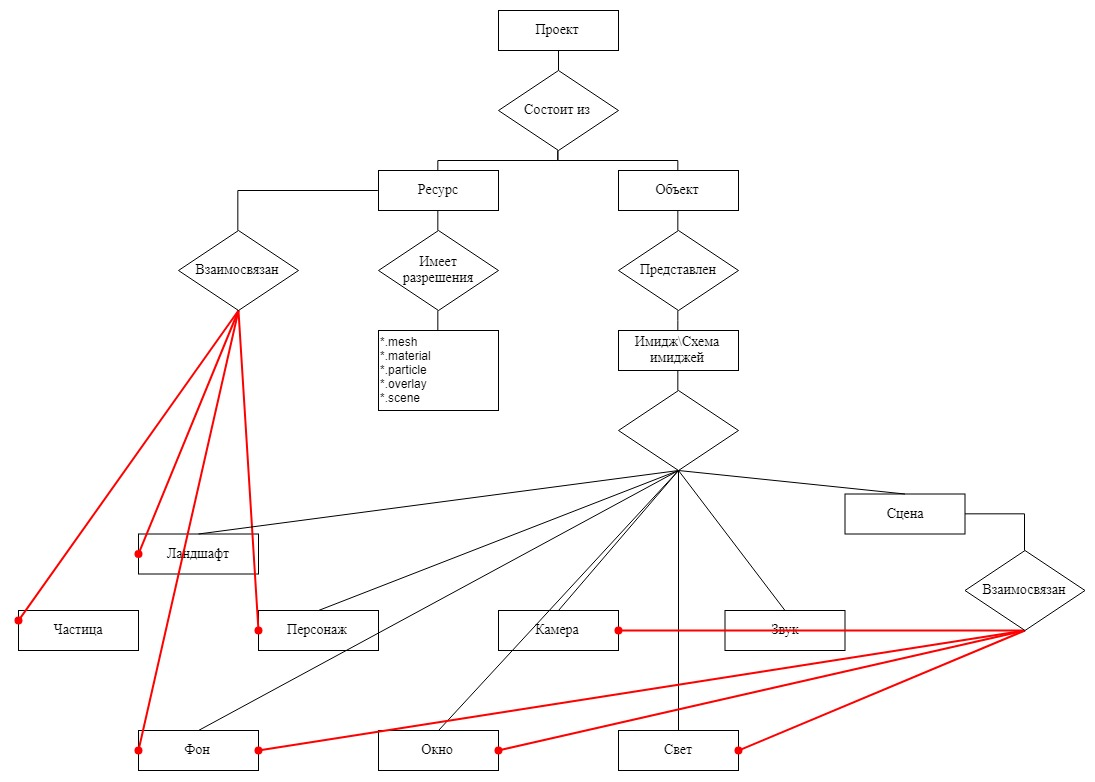 Проект
Состоит из
Ресурс
Объект
Взаимосвязан
Имеет
разрешения
Представлен
*.mesh
*.material
*.particle
*.overlay
*.scene
Имидж\Схема
имиджей
Сцена
Ландшафт
Взаимосвязан
Частица
Персонаж
Камера
Звук
Фон
Окно
Свет